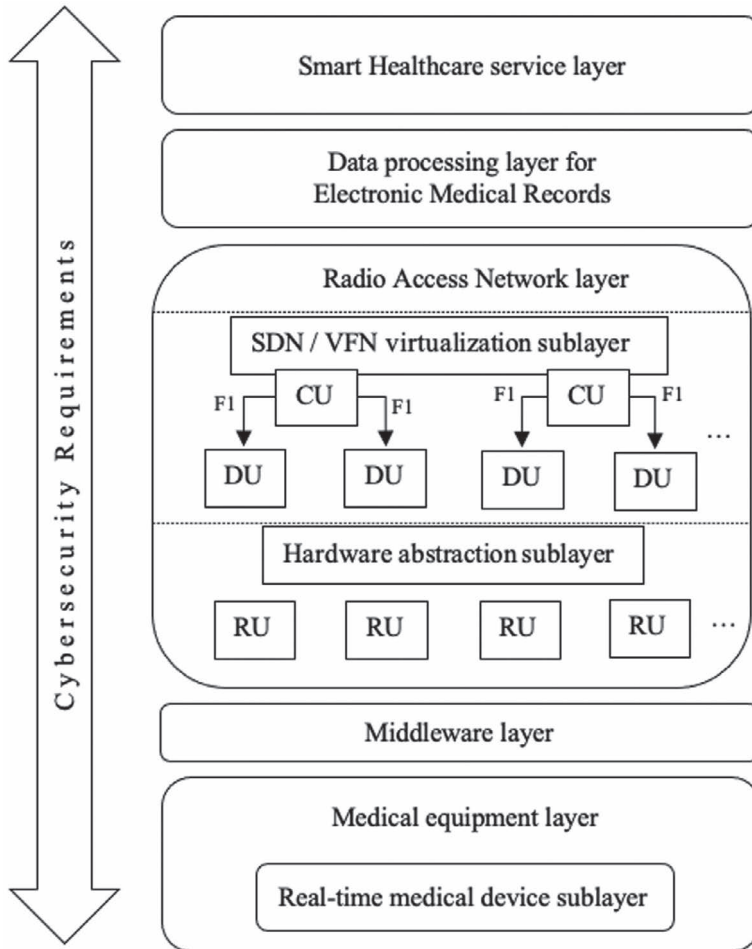 Cybersecurity Requirements
Smart Healthcare service layer
Data processing layer for
Electronic Medical Records
Radio Access Network layer
SDN / VFN virtualization sublayer
F1 CU F1 F1 CU F1
DU DU DU DU ...
Hardware abstraction sublayer
RU RU RU RU ...
Middleware layer
Medical equipment layer
Real-time medical device sublayer